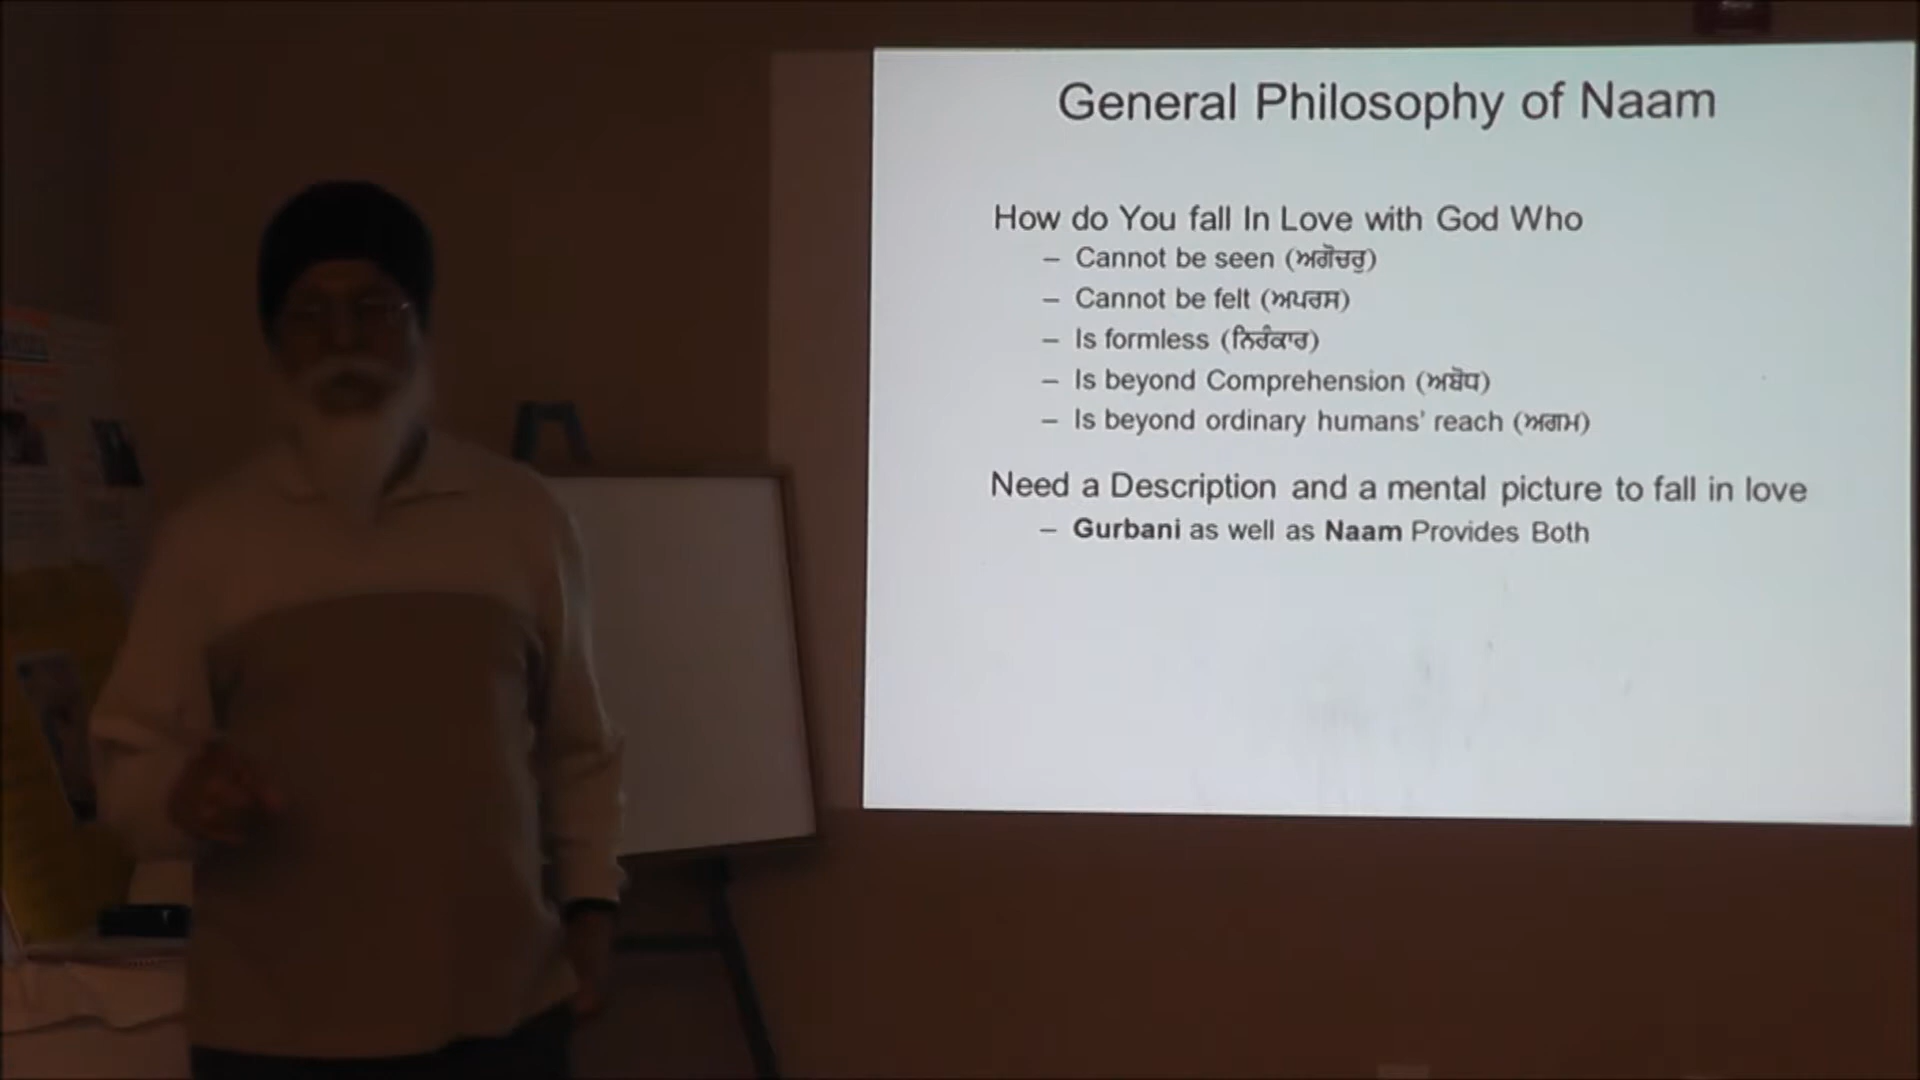 General Philosophy of Naam
How do You fall In Love with God Who
– Cannot be seen (ਅਗੋਚਰੁ)
– Cannot be felt (ਅਪਰਸ)
– Is formless (ਨਿਰੰਕਾਰ)
– Is beyond Comprehension (ਅਬੋਧ)
– Is beyond ordinary humans' reach (ਅਗਮ)
Need a Description and a mental picture to fall in love
– Gurbani as well as Naam Provides Both